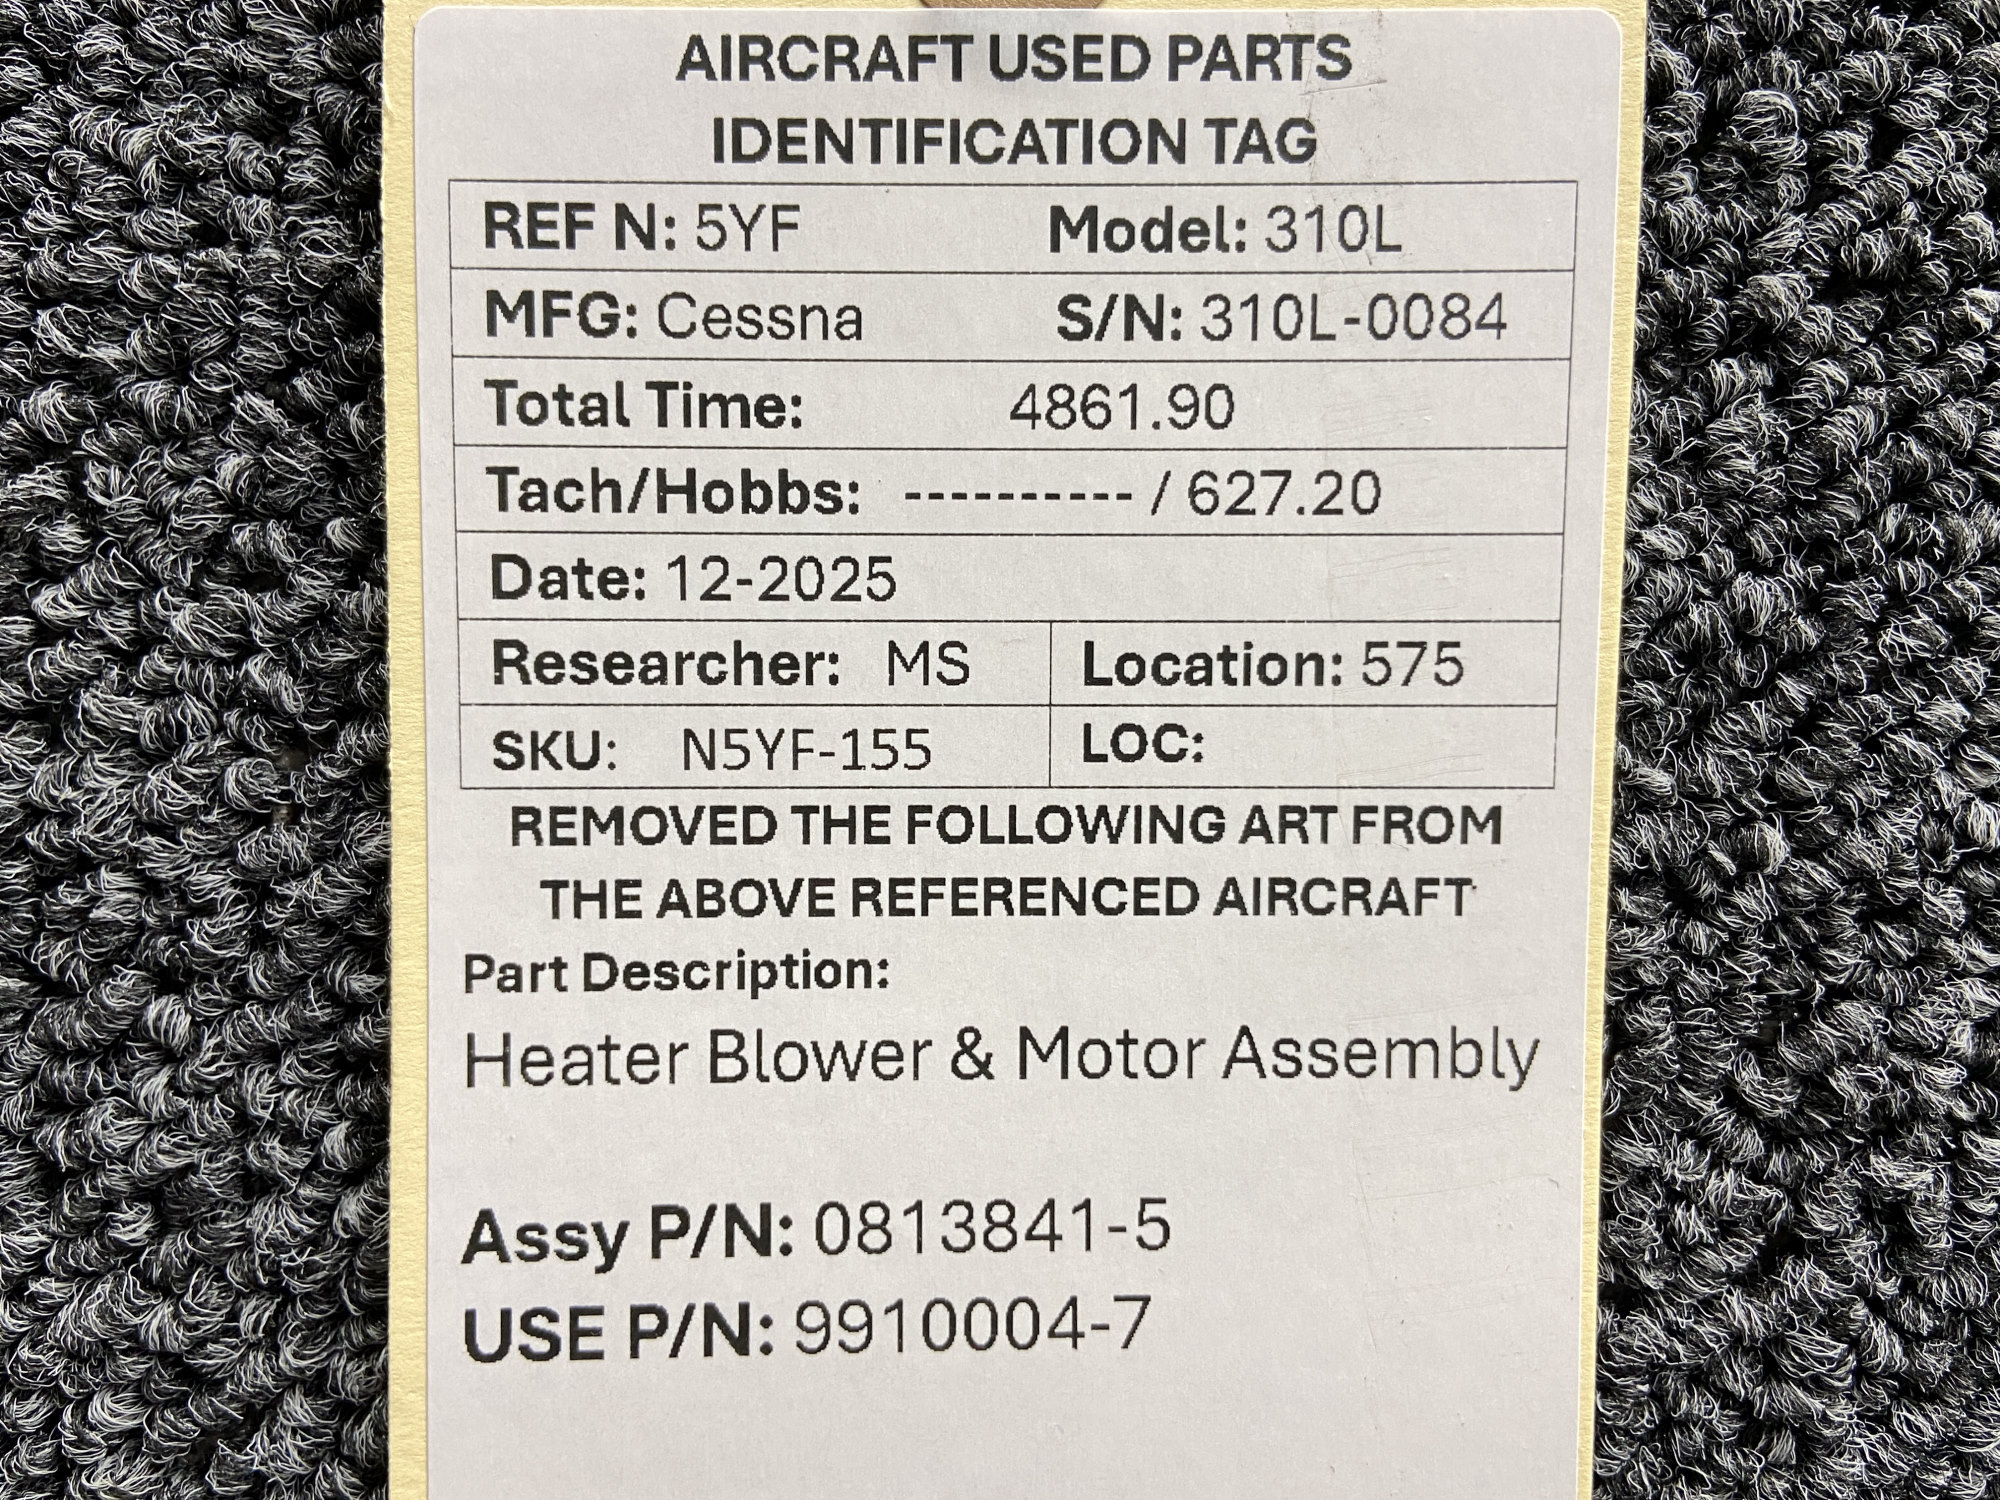 AIRCRAFT USED PARTS
IDENTIFICATION TAG
REF N: 5YF Model: 310L
MFG: Cessna S/N: 310L-0084
Total Time: 4861.90
Tach/Hobbs: ---------- / 627.20
Date: 12-2025
Researcher: MS Location: 575
SKU: N5YF-155 LOC:
REMOVED THE FOLLOWING ART FROM
THE ABOVE REFERENCED AIRCRAFT
Part Description:
Heater Blower & Motor Assembly
Assy P/N: 0813841-5
USE P/N: 9910004-7